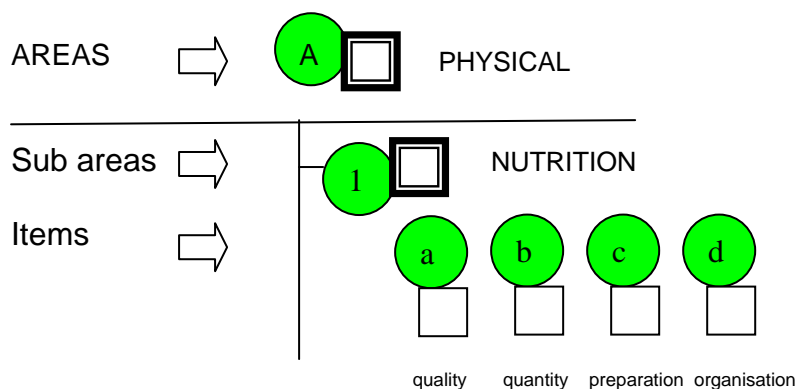 AREAS A PHYSICAL
Sub areas 1 NUTRITION
Items
a b c d
quality quantity preparation organisation